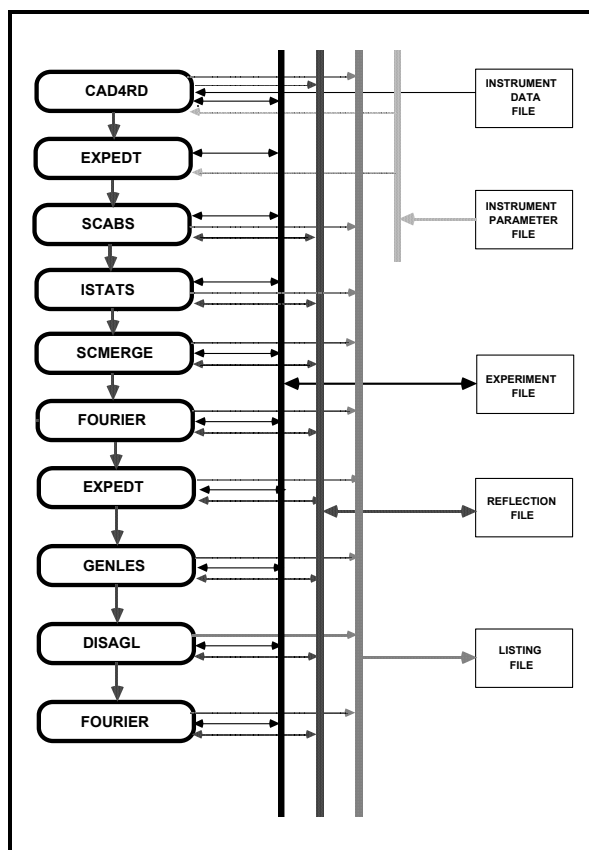 CAD4RD
EXPEDT
SCABS
ISTATS
SCMERGE
FOURIER
EXPEDT
GENLES
DISAGL
FOURIER
INSTRUMENT
DATA
FILE
INSTRUMENT
PARAMETER
FILE
EXPERIMENT
FILE
REFLECTION
FILE
LISTING
FILE